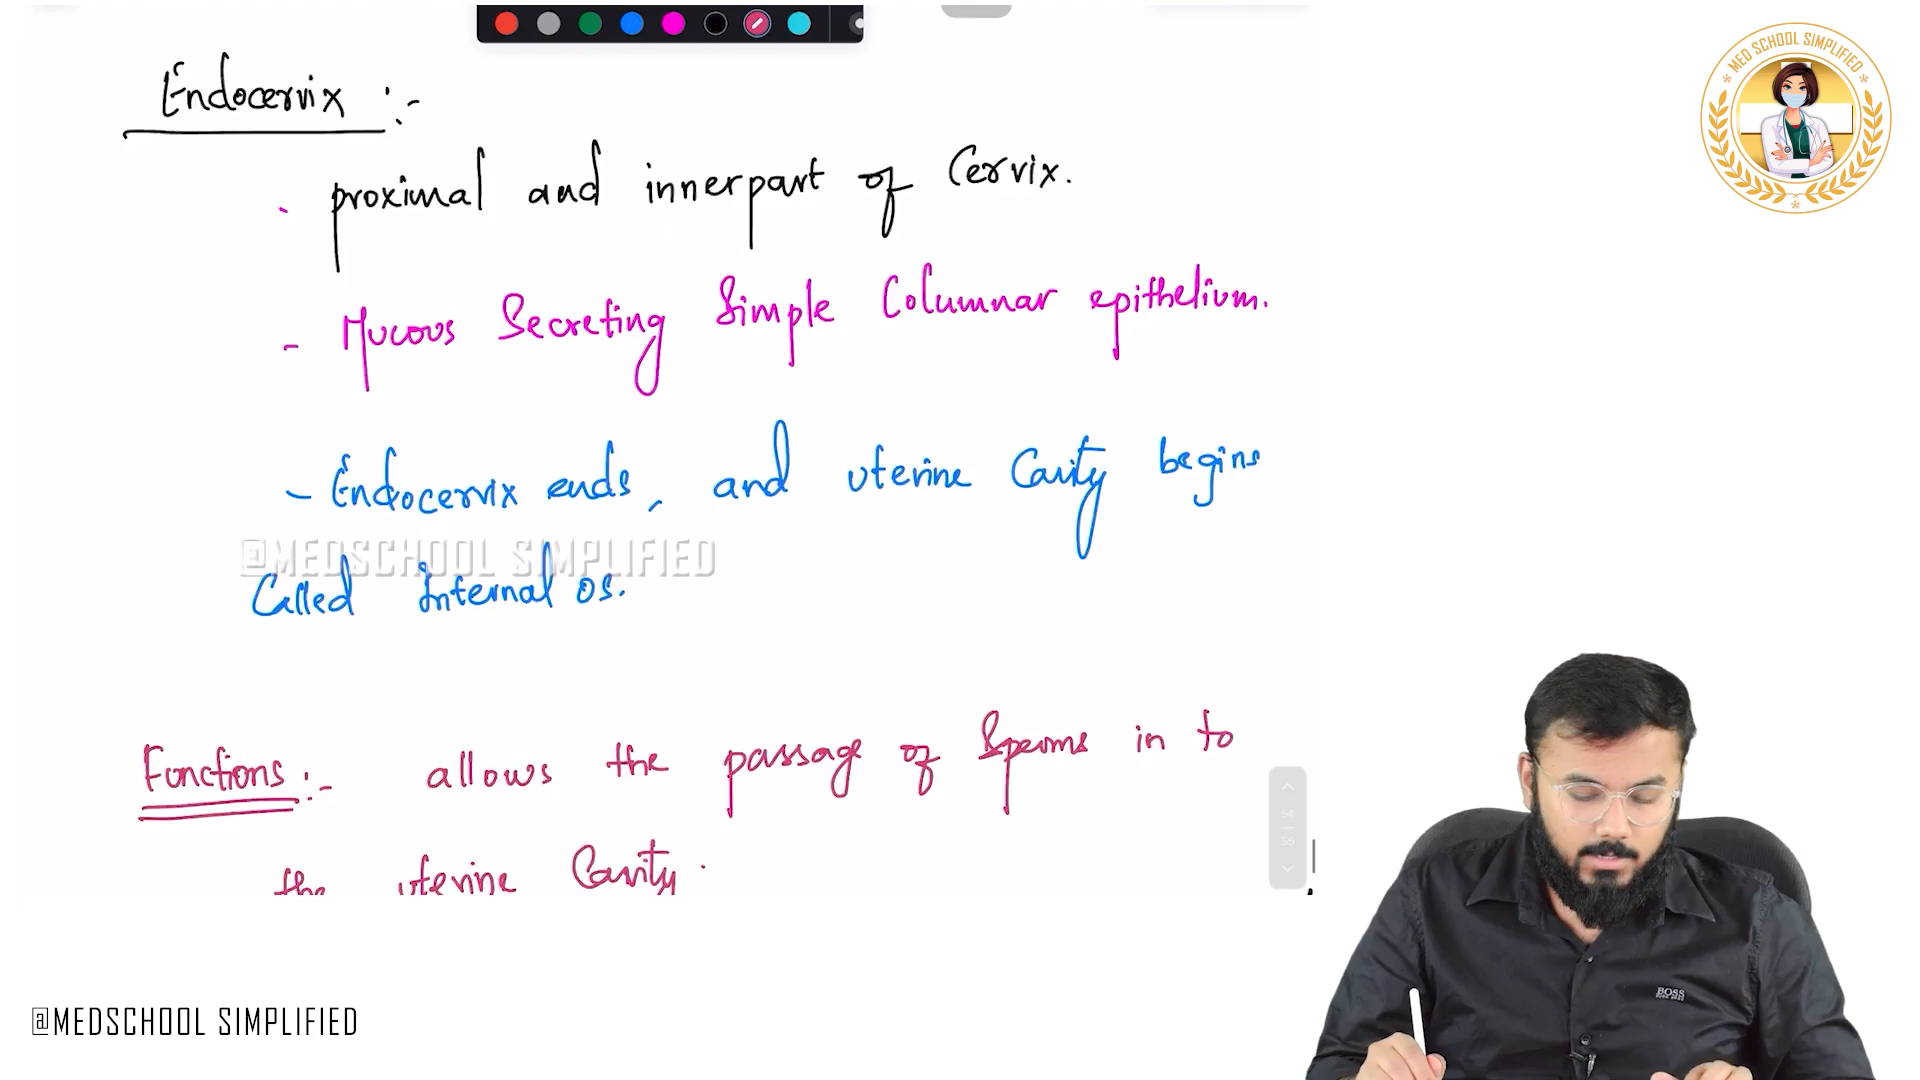 MED SCHOOL SIMPLIFIED
Endocervix :-
- proximal and innerpart of Cervix.
- Mucous Secreting Simple Columnar epithelium.
- Endocervix ends, and uterine Cavity begins
@MEDSCHOOL SIMPLIFIED
Called internal os.
Functions :- allows the passage of Sperms in to
the uterine Cavity.
54
59
BOSS
@MEDSCHOOL SIMPLIFIED